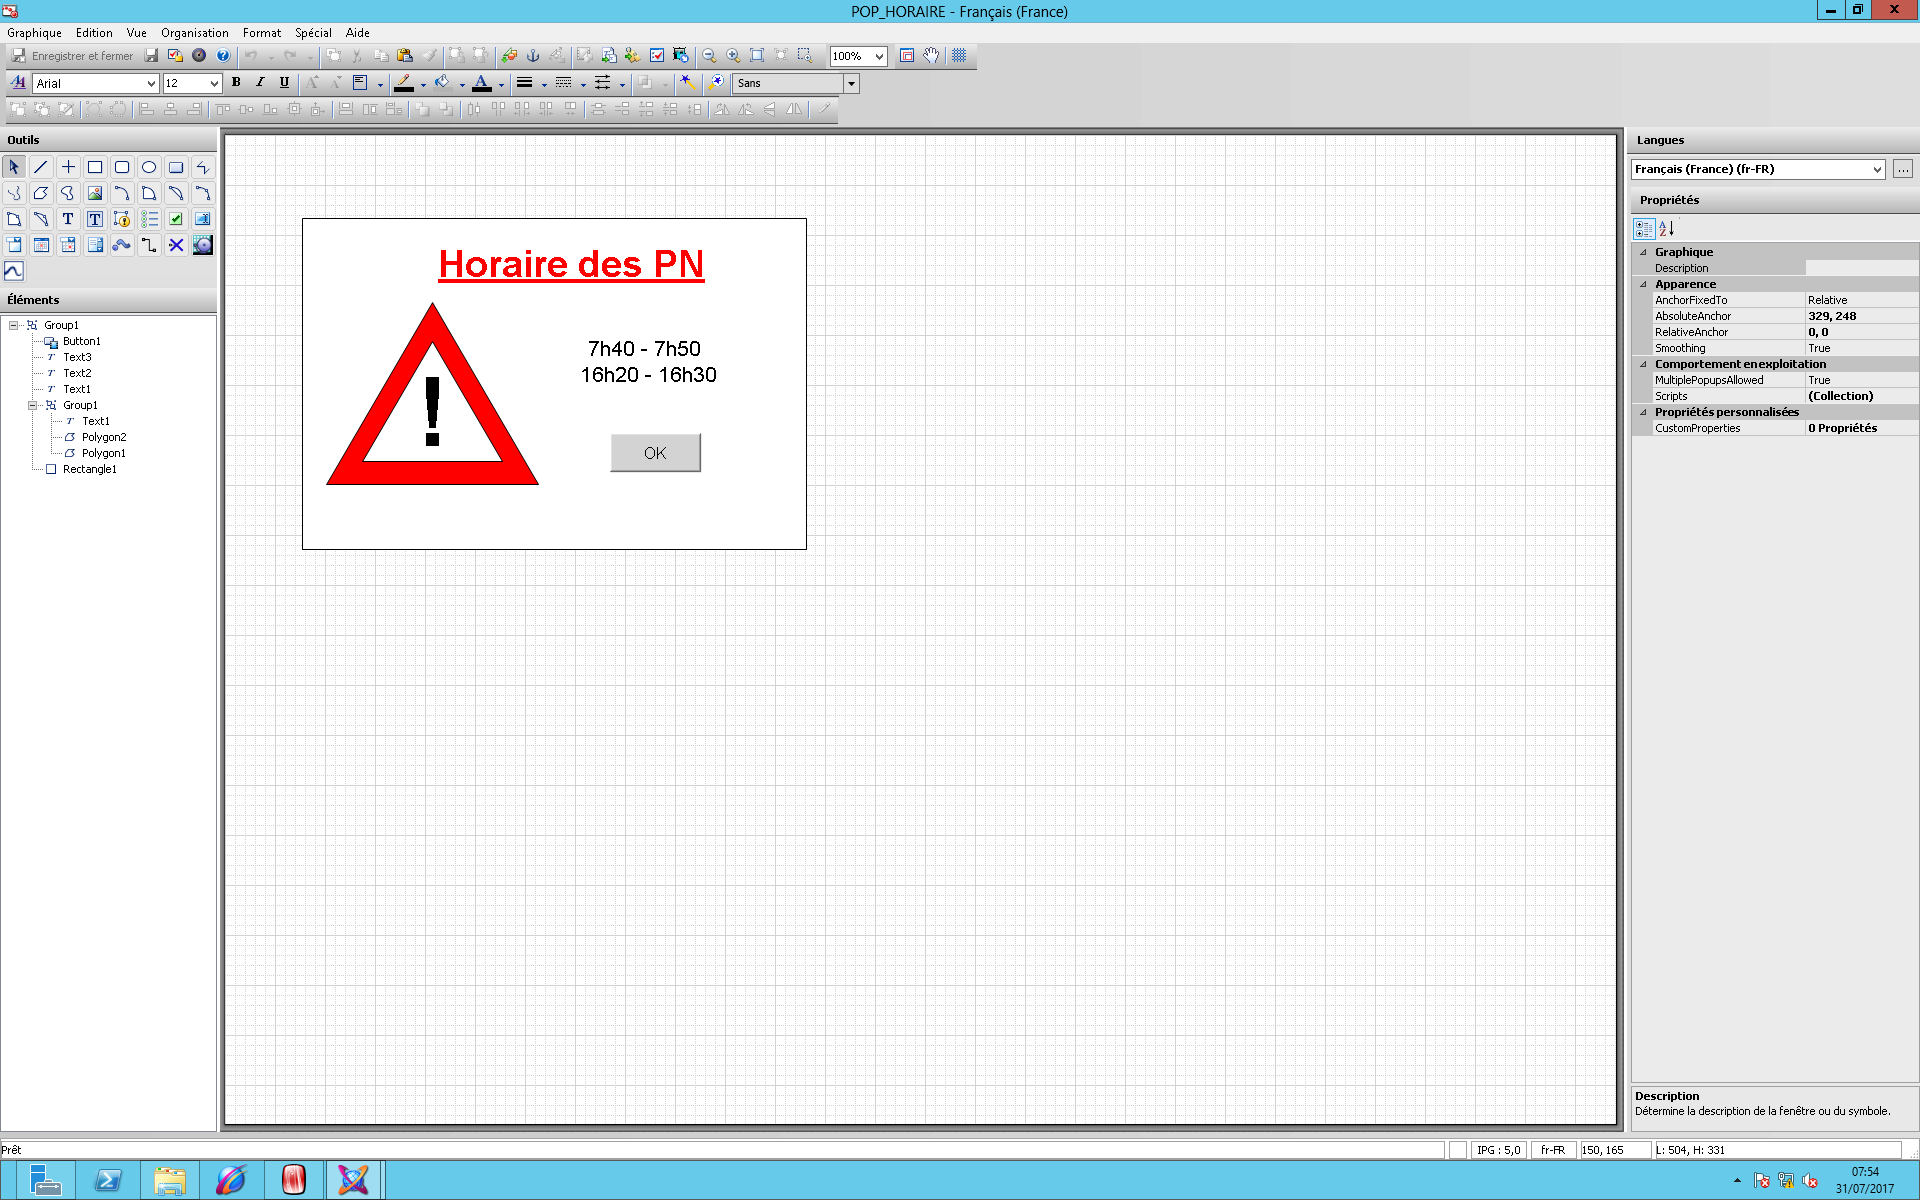 POP_HORAIRE - Français (France)
Graphique Edition Vue Organisation Format Spécial Aide
Enregistrer et fermer 100%
Arial 12 B I U A Sans
Outils
T T
Éléments
Group1
Button1
Text3
Text2
Text1
Group1
Text1
Polygon2
Polygon1
Rectangle1
Horaire des PN
!
7h40 - 7h50
16h20 - 16h30
OK
Langues
Français (France) (fr-FR) ...
Propriétés
Graphique
Description
Apparence
AnchorFixedTo Relative
AbsoluteAnchor 329, 248
RelativeAnchor 0, 0
Smoothing True
Comportement en exploitation
MultiplePopupsAllowed True
Scripts (Collection)
Propriétés personnalisées
CustomProperties 0 Propriétés
Description
Détermine la description de la fenêtre ou du symbole.
Prêt IPG : 5,0 fr-FR 150, 165 L: 504, H: 331
07:54
31/07/2017